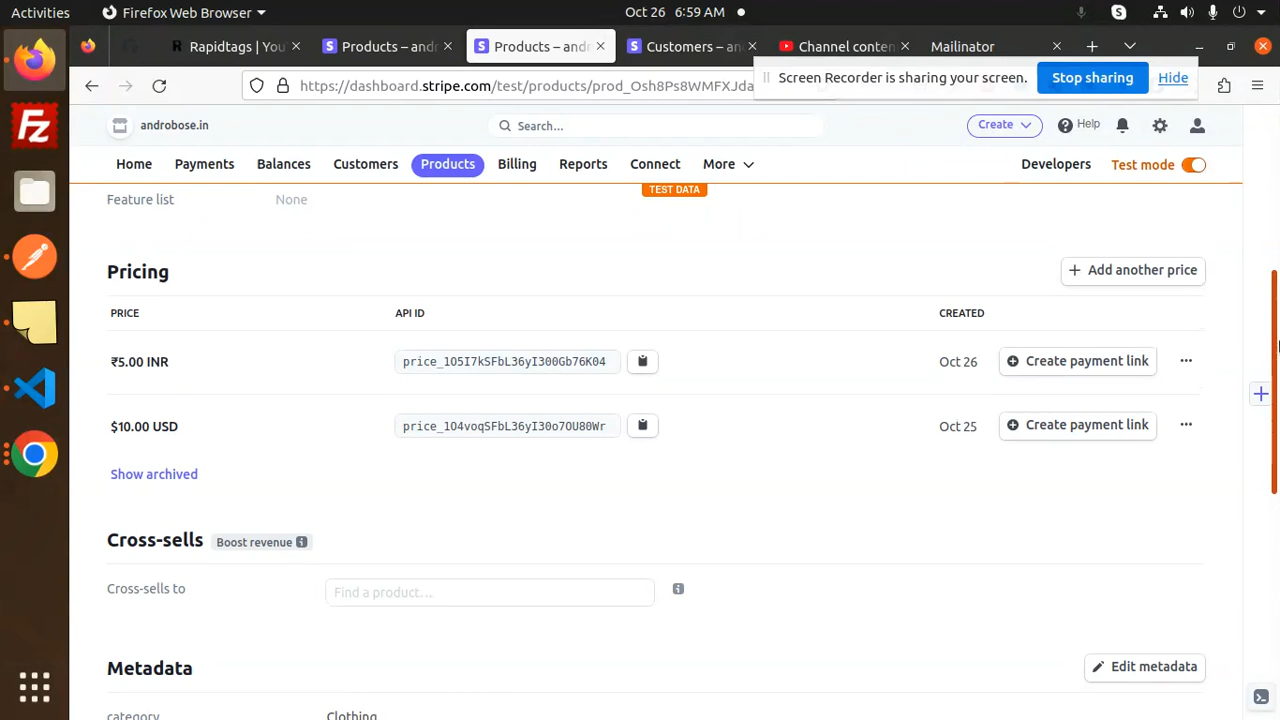 Activities
Firefox Web Browser
Oct 26 6:59 AM
Rapidtags | You
Products – and
Products – and
Customers – an
Channel conten
Mailinator
https://dashboard.stripe.com/test/products/prod_Osh8Ps8WMFXJda
Screen Recorder is sharing your screen.
Stop sharing
Hide
androbose.in
Search...
Create
Help
Home
Payments
Balances
Customers
Products
Billing
Reports
Connect
More
Developers
Test mode
TEST DATA
Feature list
None
Pricing
Add another price
PRICE
API ID
CREATED
₹5.00 INR
price_1O5I7kSFbL36yI300Gb76K04
Oct 26
Create payment link
$10.00 USD
price_1O4voqSFbL36yI30o7OU80Wr
Oct 25
Create payment link
Show archived
Cross-sells
Boost revenue
Cross-sells to
Find a product...
Metadata
Edit metadata
category
Clothing